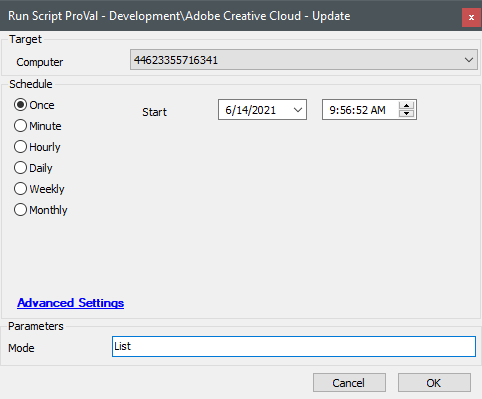 Run Script ProVal - Development\Adobe Creative Cloud - Update
x
Target
Computer
44623355716341
Schedule
Once
Start
6/14/2021
9:56:52 AM
Minute
Hourly
Daily
Weekly
Monthly
Advanced Settings
Parameters
Mode
List
Cancel
OK